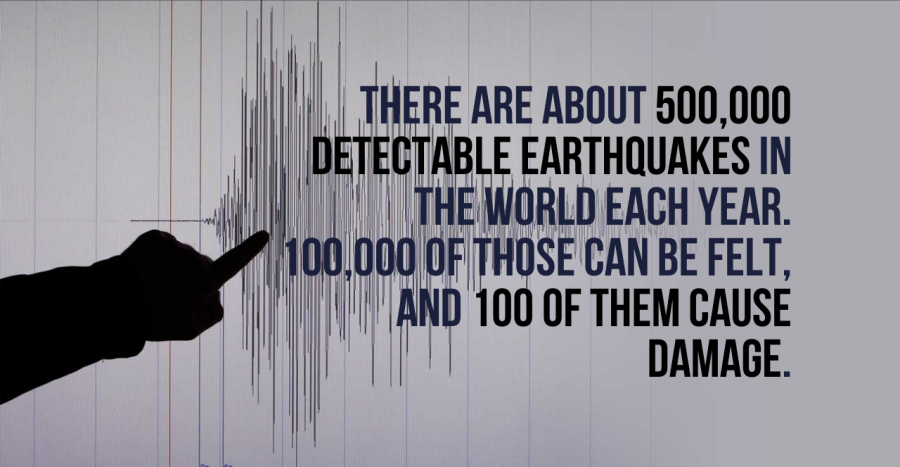 THERE ARE ABOUT 500,000
DETECTABLE EARTHQUAKES IN
THE WORLD EACH YEAR.
100,000 OF THOSE CAN BE FELT,
AND 100 OF THEM CAUSE
DAMAGE.